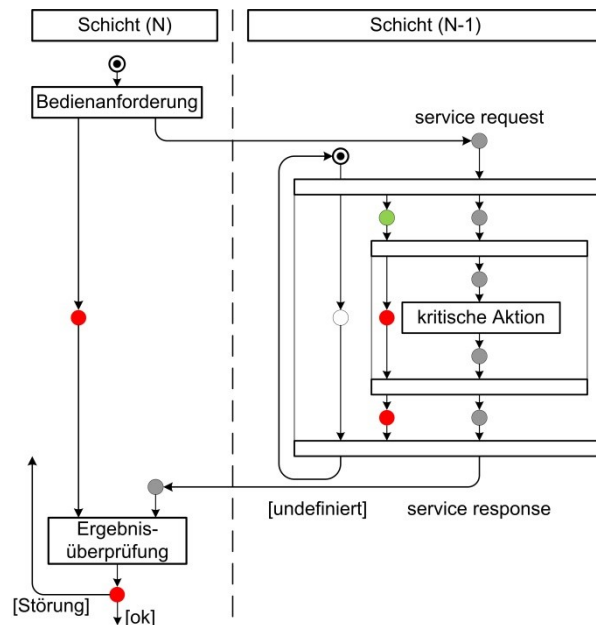 Schicht (N)
Schicht (N-1)
Bedienanforderung
service request
kritische Aktion
[undefiniert]
service response
Ergebnis-
überprüfung
[Störung]
[ok]